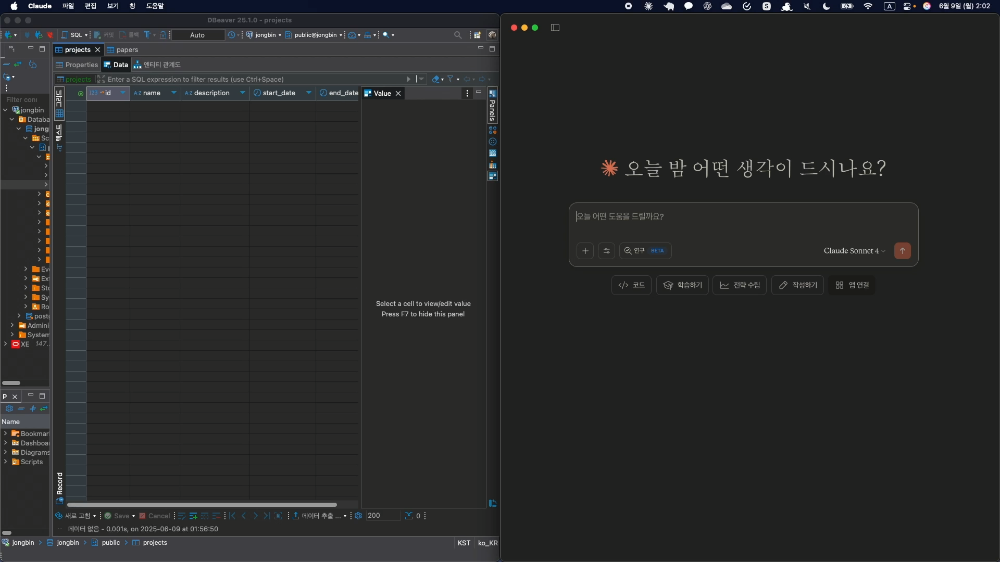 Claude 파일 편집 보기 창 도움말
S A 6월 9일 (월) 2:02
DBeaver 25.1.0 - projects
SQL 커밋 롤백 T Auto jongbin public@jongbin
projects papers
Properties Data 엔티티 관계도
projects Enter a SQL expression to filter results (use Ctrl+Space)
그리드
텍스트
Record
123 id A-Z name A-Z description start_date end_date
Value
Panels
Select a cell to view/edit value
Press F7 to hide this panel
Filter conn
jongbin
Databa
jong
Sc
Eve
Ext
Sto
Sy
Ro
postg
Admini
System
XE 147..
P
Name
Bookmar
Dashboa
Diagrams
Scripts
새로 고침 Save Cancel 데이터 추출 ... 200 0
데이터 없음 - 0.001s, on 2025-06-09 at 01:56:50
jongbin jongbin public projects
KST ko_KR
오늘 밤 어떤 생각이 드시나요?
오늘 어떤 도움을 드릴까요?
연구 BETA Claude Sonnet 4
코드 학습하기 전략 수립 작성하기 앱 연결